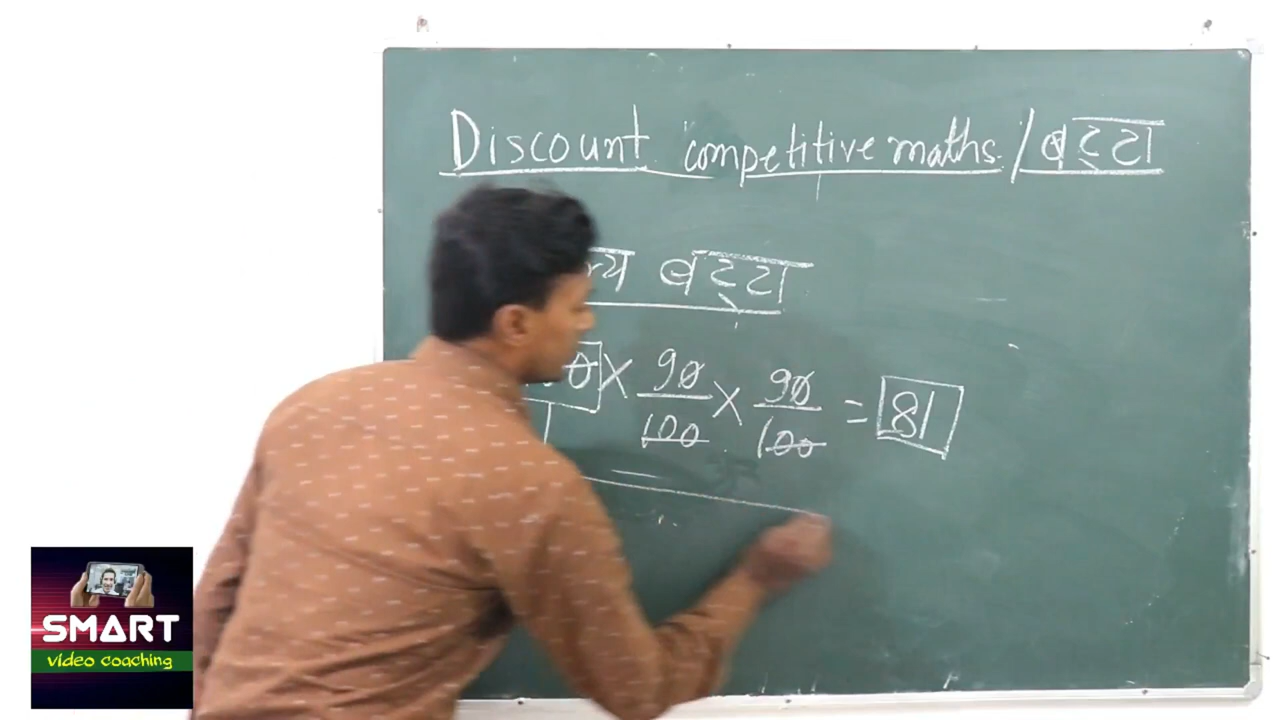 Discount competitive maths. / बट्टा
बट्टा
× 90/100 × 90/100 = 81
SMART
video coaching